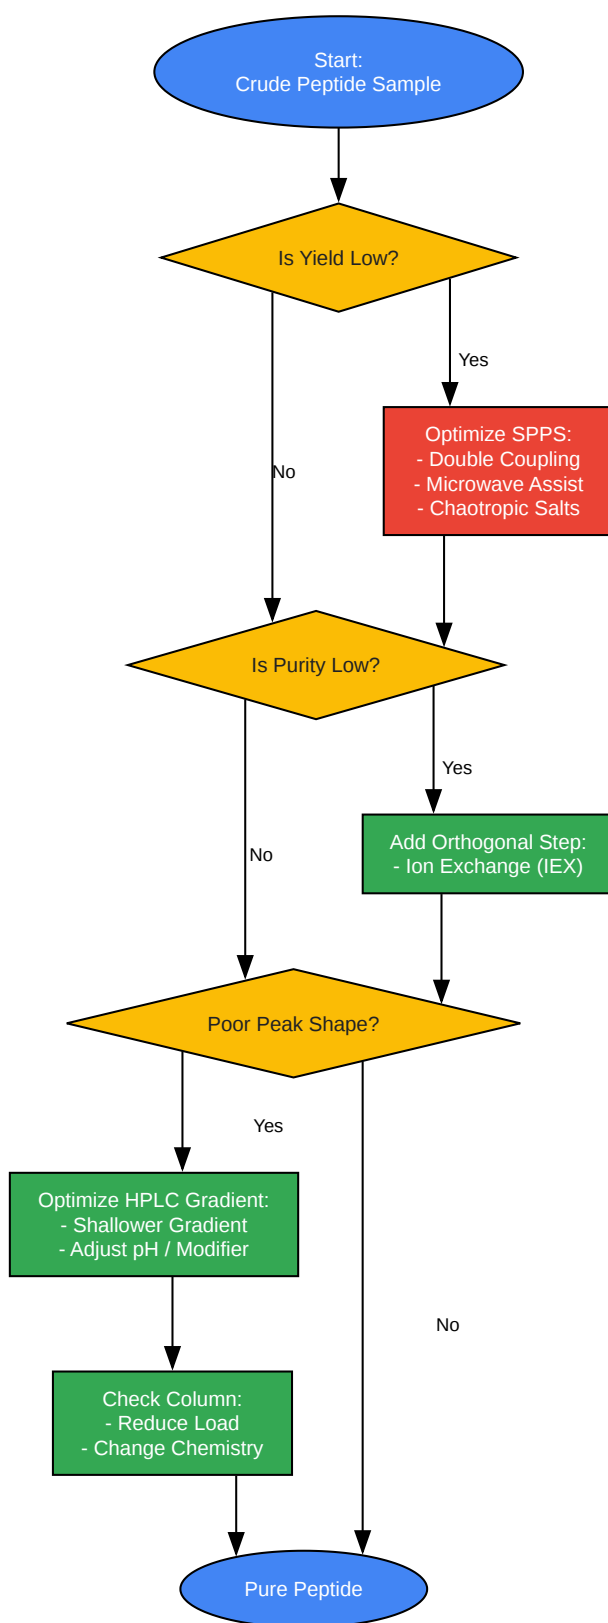 Start:
Crude Peptide Sample
Is Yield Low?
Yes
Optimize SPPS:
- Double Coupling
- Microwave Assist
- Chaotropic Salts
No
Is Purity Low?
Yes
Add Orthogonal Step:
- Ion Exchange (IEX)
No
Poor Peak Shape?
Yes
Optimize HPLC Gradient:
- Shallower Gradient
- Adjust pH / Modifier
No
Check Column:
- Reduce Load
- Change Chemistry
Pure Peptide